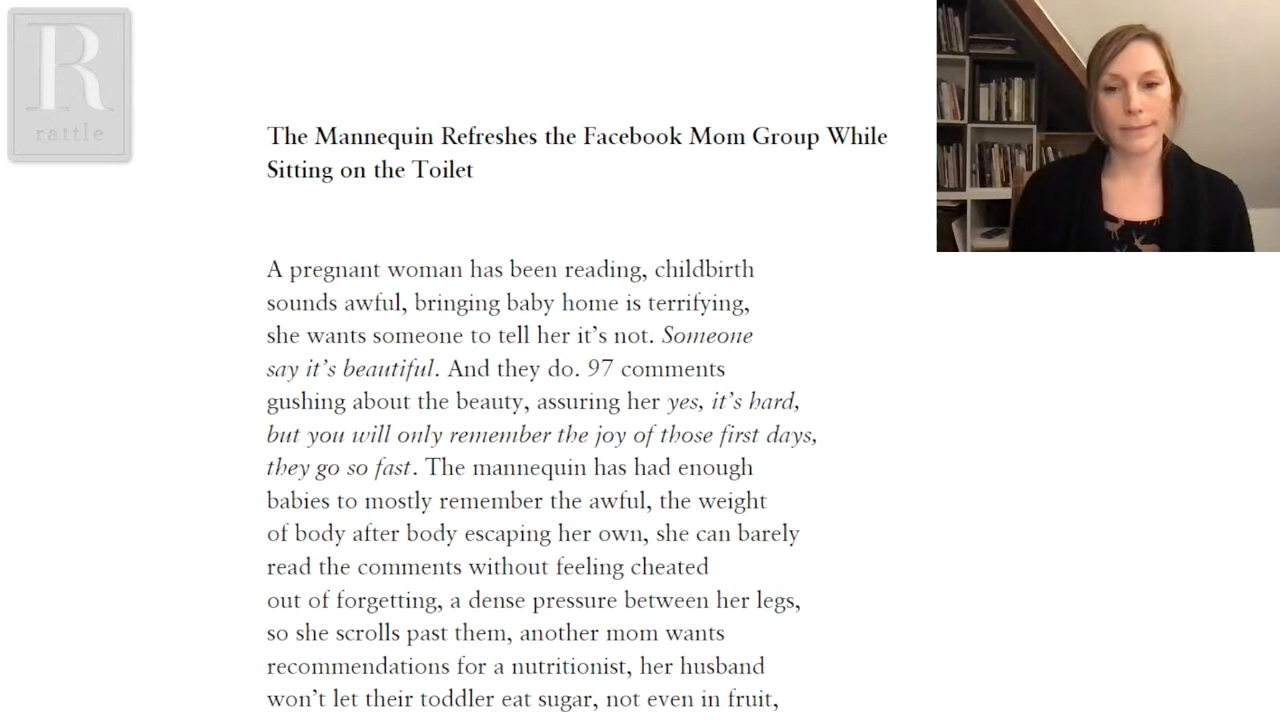 R
rattle
The Mannequin Refreshes the Facebook Mom Group While
Sitting on the Toilet
A pregnant woman has been reading, childbirth
sounds awful, bringing baby home is terrifying,
she wants someone to tell her it’s not. Someone
say it’s beautiful. And they do. 97 comments
gushing about the beauty, assuring her yes, it’s hard,
but you will only remember the joy of those first days,
they go so fast. The mannequin has had enough
babies to mostly remember the awful, the weight
of body after body escaping her own, she can barely
read the comments without feeling cheated
out of forgetting, a dense pressure between her legs,
so she scrolls past them, another mom wants
recommendations for a nutritionist, her husband
won’t let their toddler eat sugar, not even in fruit,